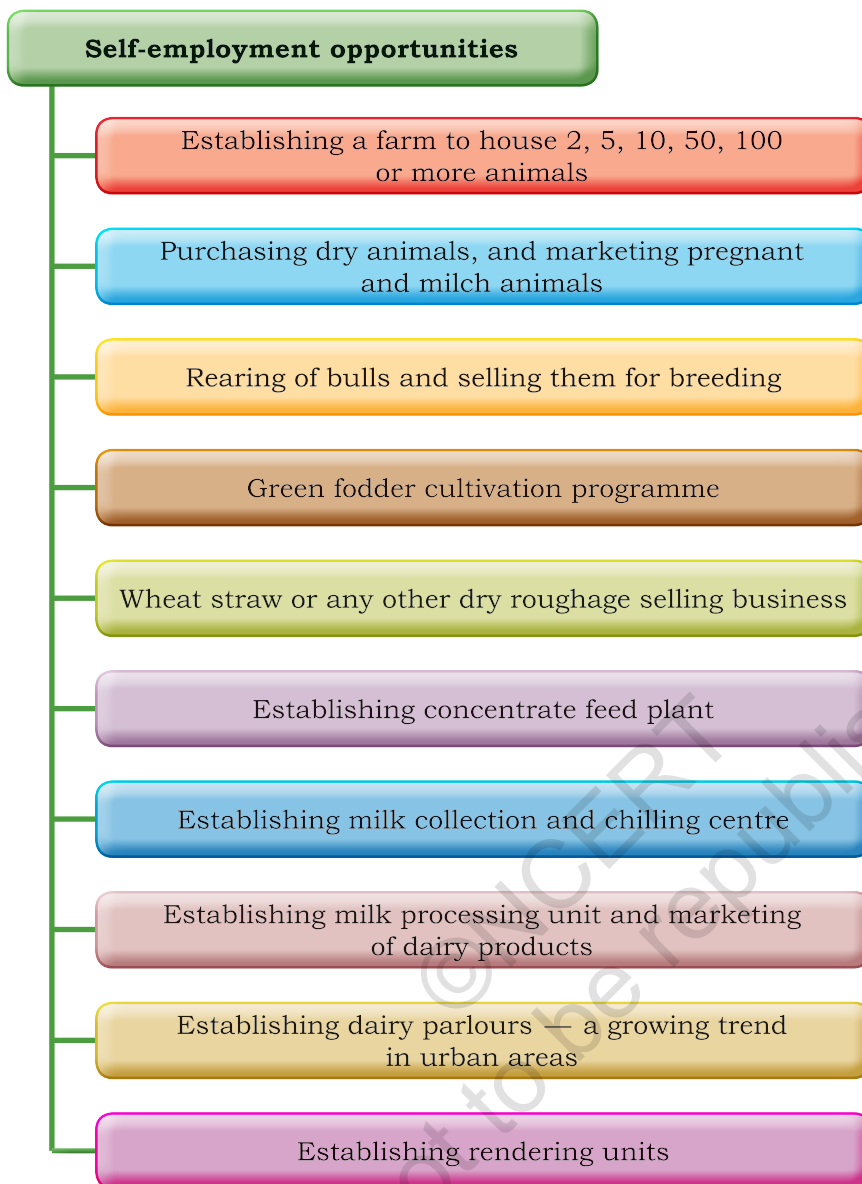 Self-employment opportunities
Establishing a farm to house 2, 5, 10, 50, 100
or more animals
Purchasing dry animals, and marketing pregnant
and milch animals
Rearing of bulls and selling them for breeding
Green fodder cultivation programme
Wheat straw or any other dry roughage selling business
Establishing concentrate feed plant
Establishing milk collection and chilling centre
Establishing milk processing unit and marketing
of dairy products
Establishing dairy parlours — a growing trend
in urban areas
Establishing rendering units
©NCERT
to be